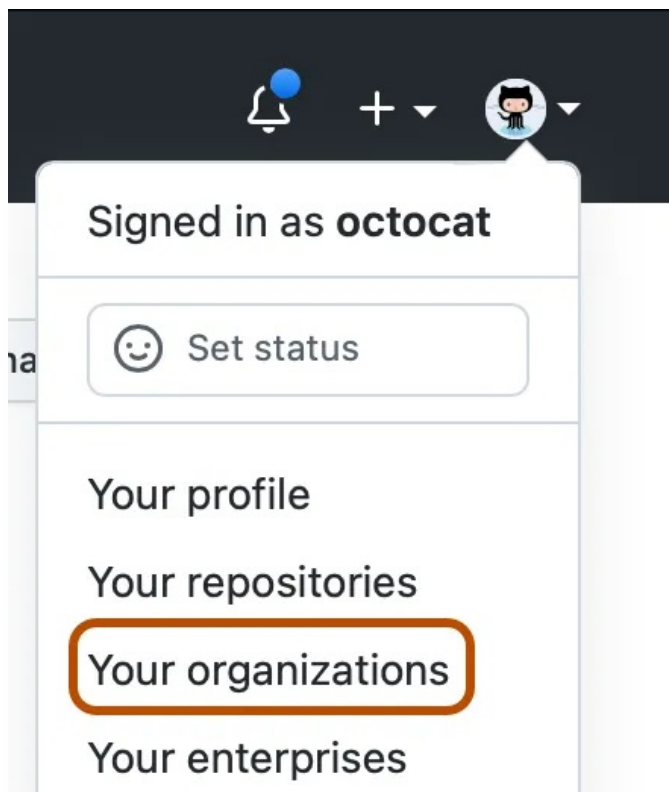 Signed in as octocat
Set status
Your profile
Your repositories
Your organizations
Your enterprises